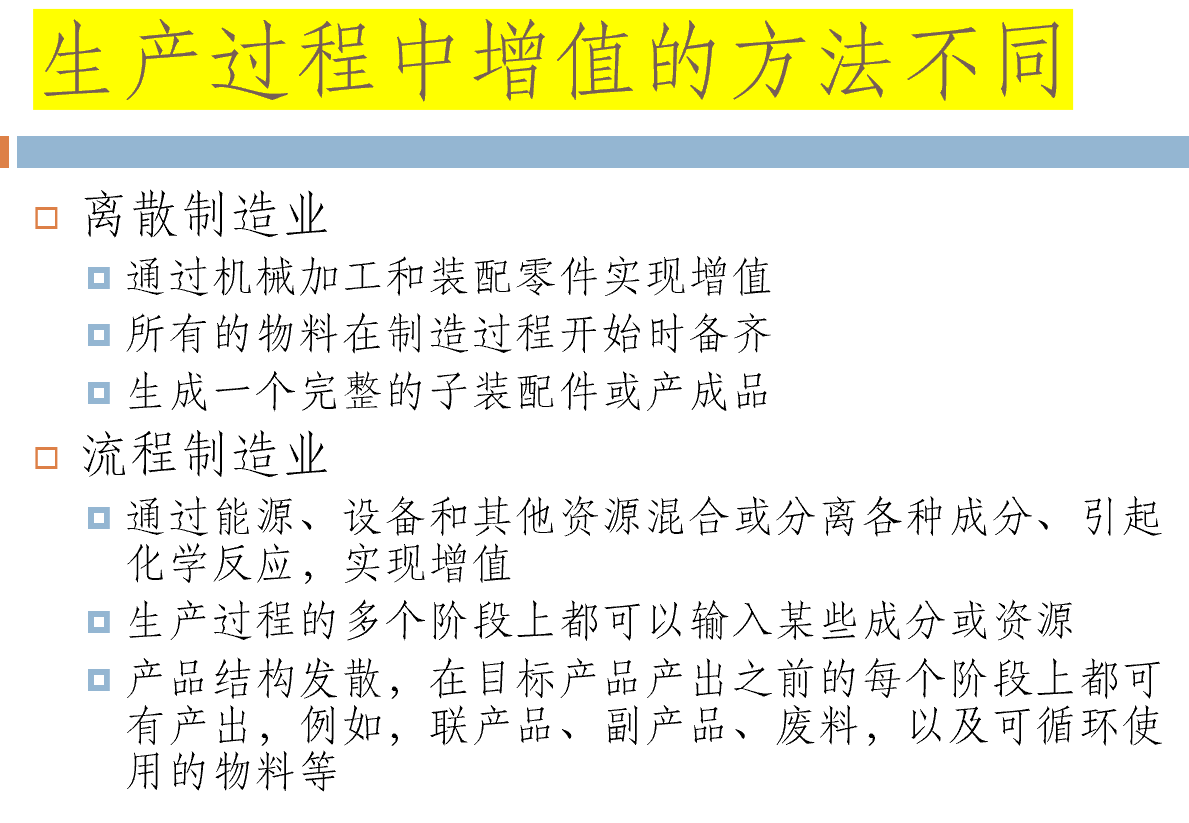 生产过程中增值的方法不同
离散制造业
通过机械加工和装配零件实现增值
所有的物料在制造过程开始时备齐
生成一个完整的子装配件或产成品
流程制造业
通过能源、设备和其他资源混合或分离各种成分、引起
化学反应，实现增值
生产过程的多个阶段上都可以输入某些成分或资源
产品结构发散，在目标产品产出之前的每个阶段上都可
有产出，例如，联产品、副产品、废料，以及可循环使
用的物料等